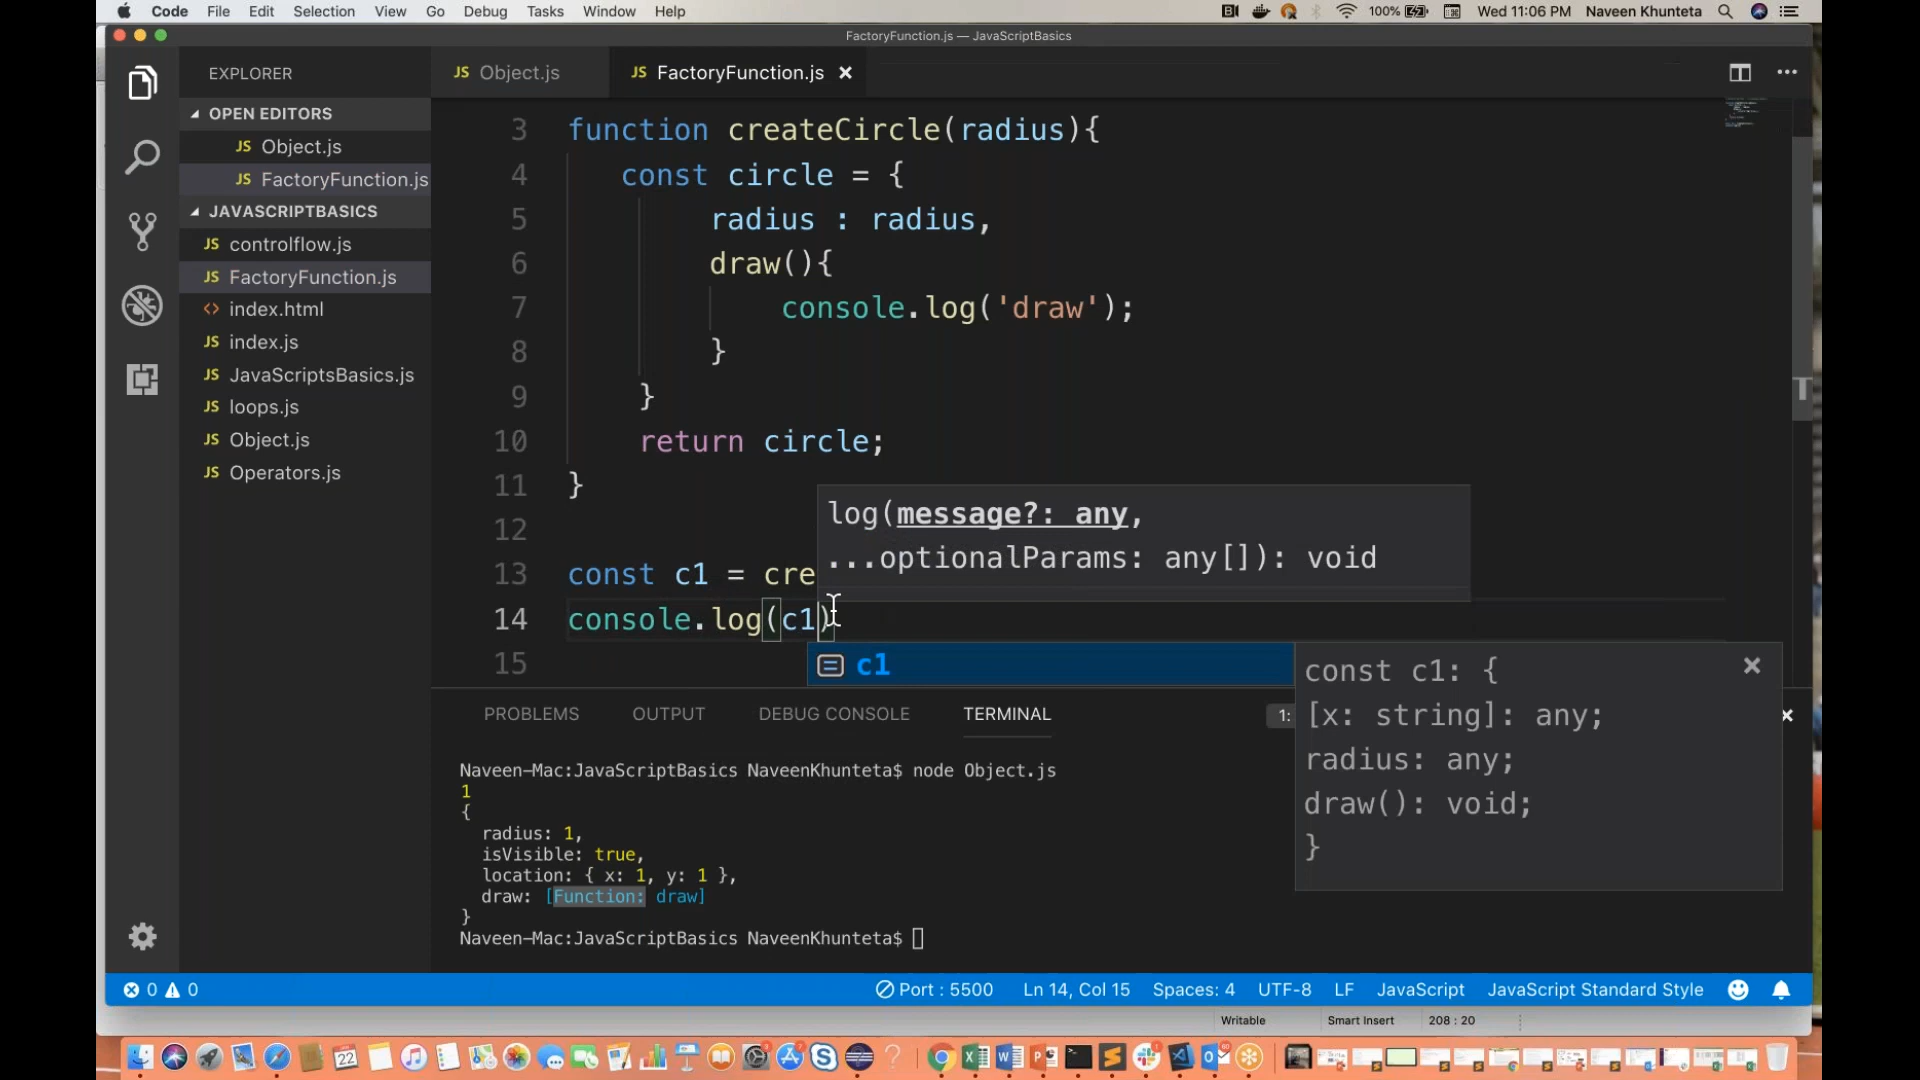 Code File Edit Selection View Go Debug Tasks Window Help
100% Wed 11:06 PM Naveen Khunteta
FactoryFunction.js — JavaScriptBasics
EXPLORER
OPEN EDITORS
JS Object.js
JS FactoryFunction.js
JAVASCRIPTBASICS
JS controlflow.js
JS FactoryFunction.js
<> index.html
JS index.js
JS JavaScriptsBasics.js
JS loops.js
JS Object.js
JS Operators.js
JS Object.js
JS FactoryFunction.js
3 function createCircle(radius){
4 const circle = {
5 radius : radius,
6 draw(){
7 console.log('draw');
8 }
9 }
10 return circle;
11 }
12
13 const c1 = cre
14 console.log(c1)
15
log(message?: any,
...optionalParams: any[]): void
c1
const c1: {
[x: string]: any;
radius: any;
draw(): void;
}
PROBLEMS OUTPUT DEBUG CONSOLE TERMINAL 1:
Naveen-Mac:JavaScriptBasics NaveenKhunteta$ node Object.js
1
{
radius: 1,
isVisible: true,
location: { x: 1, y: 1 },
draw: [Function: draw]
}
Naveen-Mac:JavaScriptBasics NaveenKhunteta$
0 0 Port : 5500 Ln 14, Col 15 Spaces: 4 UTF-8 LF JavaScript JavaScript Standard Style
Writable Smart Insert 208 : 20